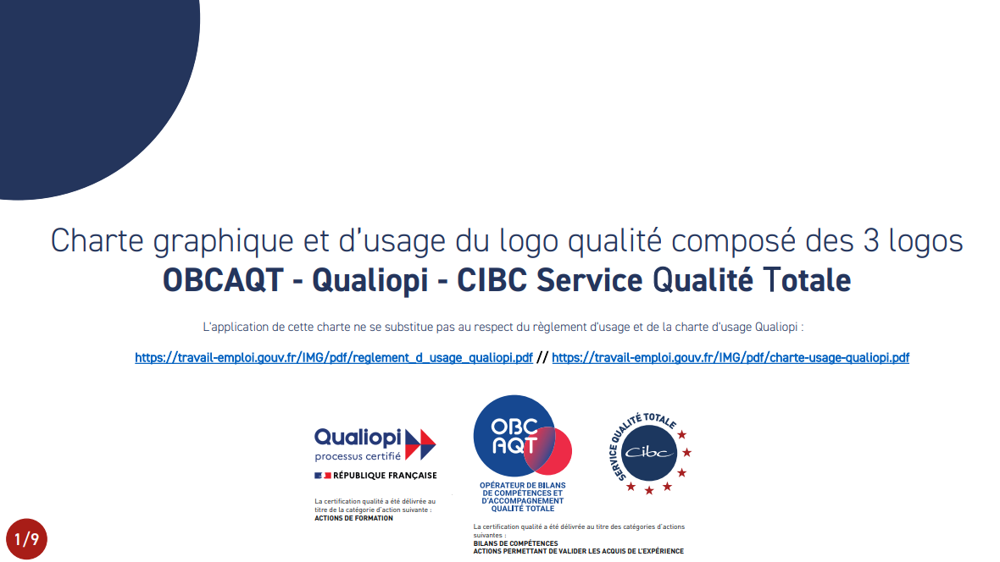 Charte graphique et d'usage du logo qualité composé des 3 logos
OBCAQT - Qualiopi - CIBC Service Qualité Totale
L'application de cette charte ne se substitue pas au respect du règlement d'usage et de la charte d'usage Qualiopi :
https://travail-emploi.gouv.fr/IMG/pdf/reglement_d_usage_qualiopi.pdf // https://travail-emploi.gouv.fr/IMG/pdf/charte-usage-qualiopi.pdf
Qualiopi
processus certifié
RÉPUBLIQUE FRANÇAISE
La certification qualité a été délivrée au
titre de la catégorie d'action suivante :
ACTIONS DE FORMATION
OBC
AQT
OPÉRATEUR DE BILANS
DE COMPÉTENCES ET
D'ACCOMPAGNEMENT
QUALITÉ TOTALE
La certification qualité a été délivrée au titre des catégories d'actions
suivantes :
BILANS DE COMPÉTENCES
ACTIONS PERMETTANT DE VALIDER LES ACQUIS DE L'EXPÉRIENCE
SERVICE QUALITÉ TOTALE
cibc
1/9